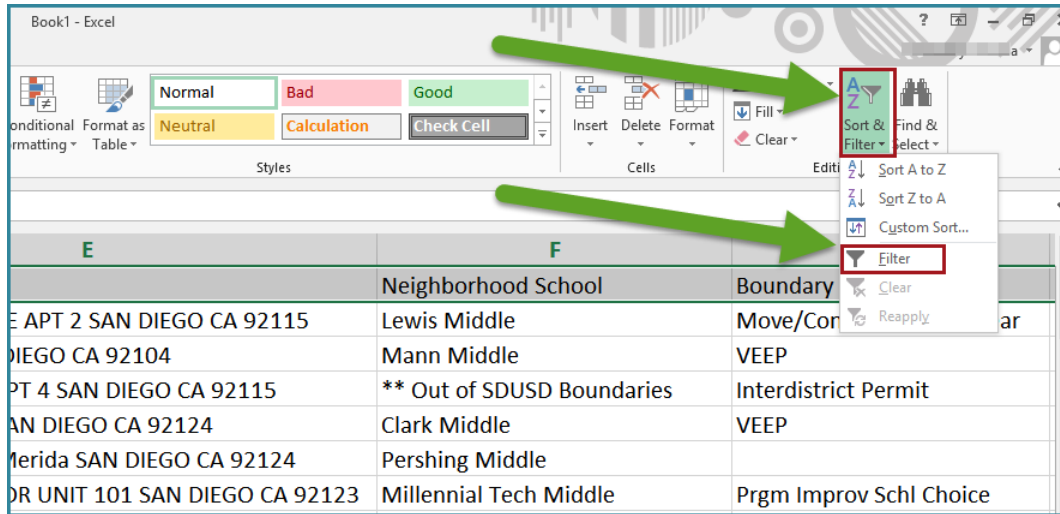 Book1 - Excel
?
a
Normal Bad Good
onditional Format as Neutral Calculation Check Cell
rmatting Table
Insert Delete Format
Fill
Clear
Sort & Find &
Filter Select
Styles Cells Editi
Sort A to Z
Sort Z to A
Custom Sort...
Filter
Clear
Reapply
E F
Neighborhood School Boundary
E APT 2 SAN DIEGO CA 92115 Lewis Middle Move/Con ar
DIEGO CA 92104 Mann Middle VEEP
PT 4 SAN DIEGO CA 92115 ** Out of SDUSD Boundaries Interdistrict Permit
AN DIEGO CA 92124 Clark Middle VEEP
Merida SAN DIEGO CA 92124 Pershing Middle
OR UNIT 101 SAN DIEGO CA 92123 Millennial Tech Middle Prgm Improv Schl Choice